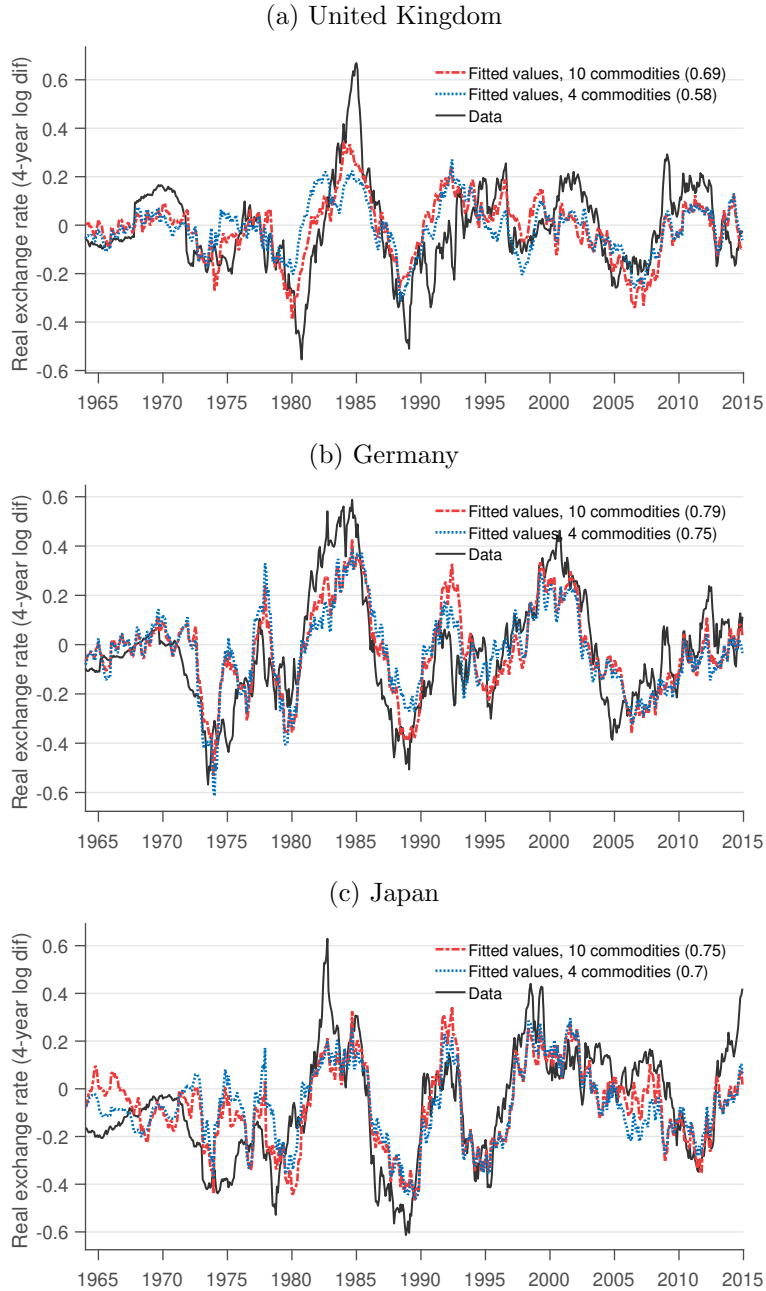 (a) United Kingdom
Real exchange rate (4-year log dif)
0.6
0.4
0.2
0
-0.2
-0.4
-0.6
Fitted values, 10 commodities (0.69)
Fitted values, 4 commodities (0.58)
Data
1965 1970 1975 1980 1985 1990 1995 2000 2005 2010 2015
(b) Germany
Real exchange rate (4-year log dif)
0.6
0.4
0.2
0
-0.2
-0.4
-0.6
Fitted values, 10 commodities (0.79)
Fitted values, 4 commodities (0.75)
Data
1965 1970 1975 1980 1985 1990 1995 2000 2005 2010 2015
(c) Japan
Real exchange rate (4-year log dif)
0.6
0.4
0.2
0
-0.2
-0.4
-0.6
Fitted values, 10 commodities (0.75)
Fitted values, 4 commodities (0.7)
Data
1965 1970 1975 1980 1985 1990 1995 2000 2005 2010 2015